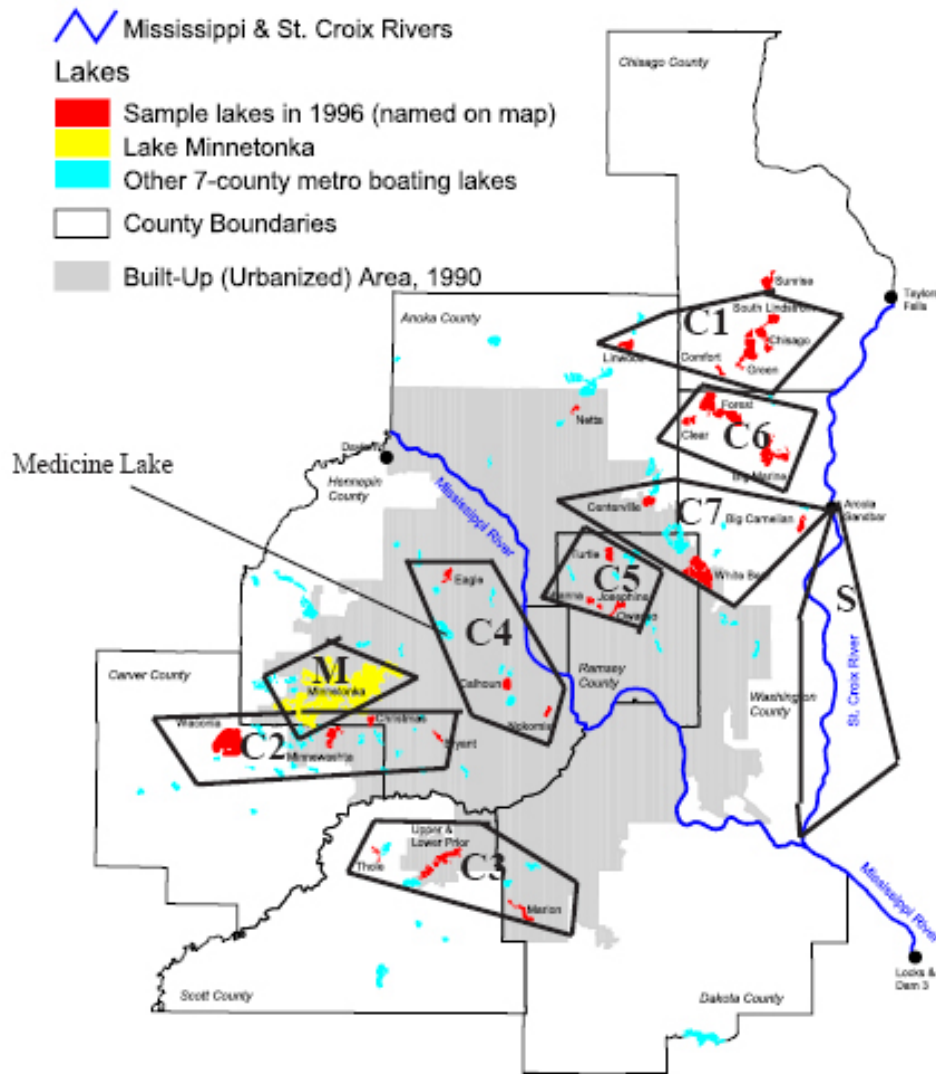 Mississippi & St. Croix Rivers
Lakes
Sample lakes in 1996 (named on map)
Lake Minnetonka
Other 7-county metro boating lakes
County Boundaries
Built-Up (Urbanized) Area, 1990
Chisago County
Sunrise
Taylors
Falls
South Lindstrom
C1
Chisago
Anoka County
Linwood
Comfort
Green
Netta
Forest
Clear
C6
Big Marine
Medicine Lake
Hennepin
County
Mississippi River
Centerville
C7
Big Carnelian
Arcola
Sandbar
Turtle
White Bear
C5
Josephine
Owasso
Eagle
C4
S
St. Croix River
Carver County
M
Minnetonka
Calhoun
Ramsey
County
Washington
County
Nokomis
Waconia
Christmas
C2
Minnewashta
Bryant
Upper &
Lower Prior
Thole
C3
Marion
Mississippi River
Locks &
Dam 3
Scott County
Dakota County